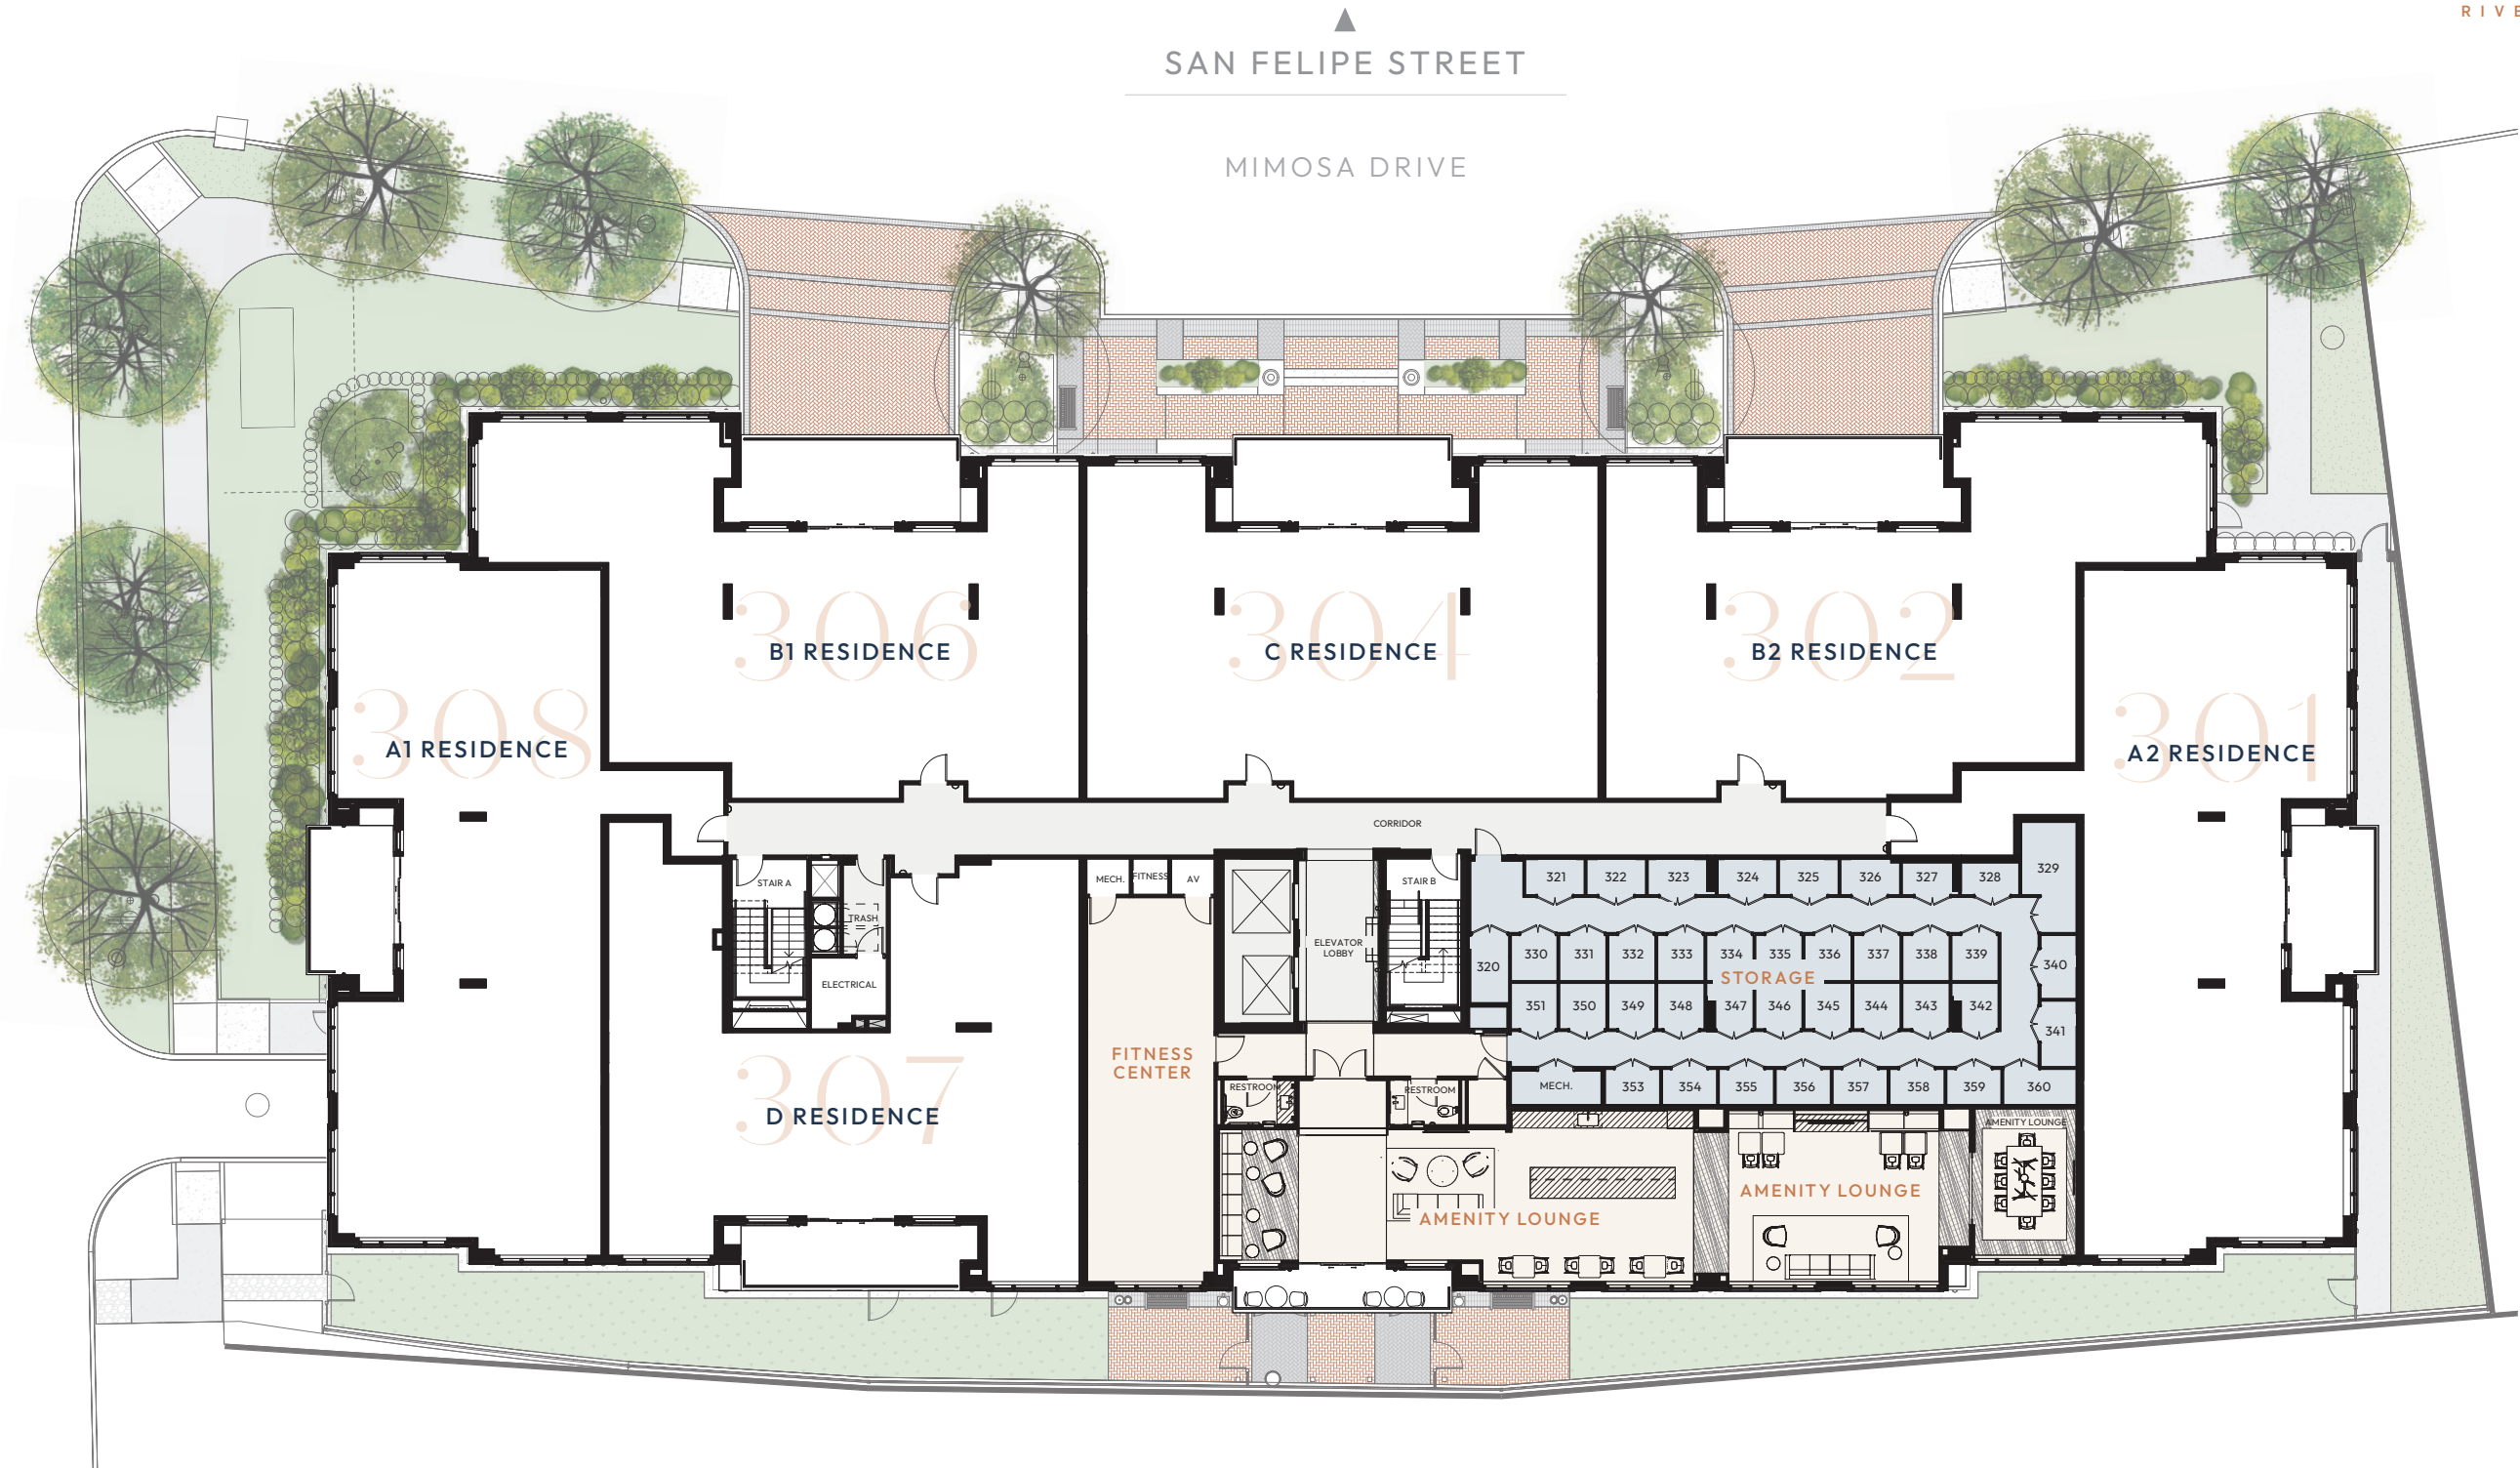 RIVE
SAN FELIPE STREET
MIMOSA DRIVE
306
B1 RESIDENCE
304
C RESIDENCE
302
B2 RESIDENCE
308
A1 RESIDENCE
301
A2 RESIDENCE
CORRIDOR
STAIR A
TRASH
ELECTRICAL
MECH.
FITNESS
AV
ELEVATOR
LOBBY
STAIR B
321
322
323
324
325
326
327
328
329
320
330
331
332
333
334
335
336
337
338
339
340
STORAGE
351
350
349
348
347
346
345
344
343
342
341
MECH.
353
354
355
356
357
358
359
360
FITNESS
CENTER
RESTROOM
RESTROOM
307
D RESIDENCE
AMENITY LOUNGE
AMENITY LOUNGE
AMENITY LOUNGE